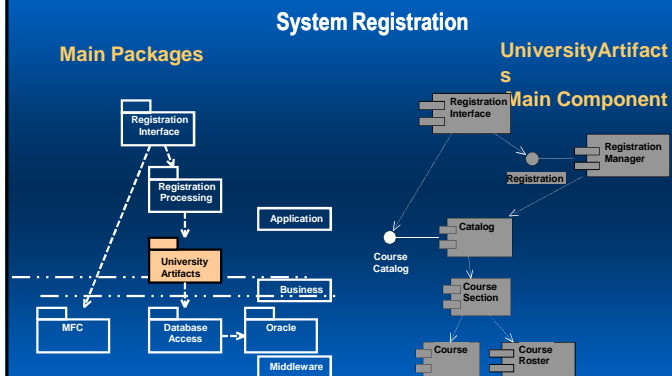 System Registration
Main Packages
UniversityArtifact
s
Main Component
Registration
Interface
Registration
Processing
Application
University
Artifacts
Business
MFC
Database
Access
Oracle
Middleware
Registration
Interface
Registration
Registration
Manager
Catalog
Course
Catalog
Course
Section
Course
Course
Roster